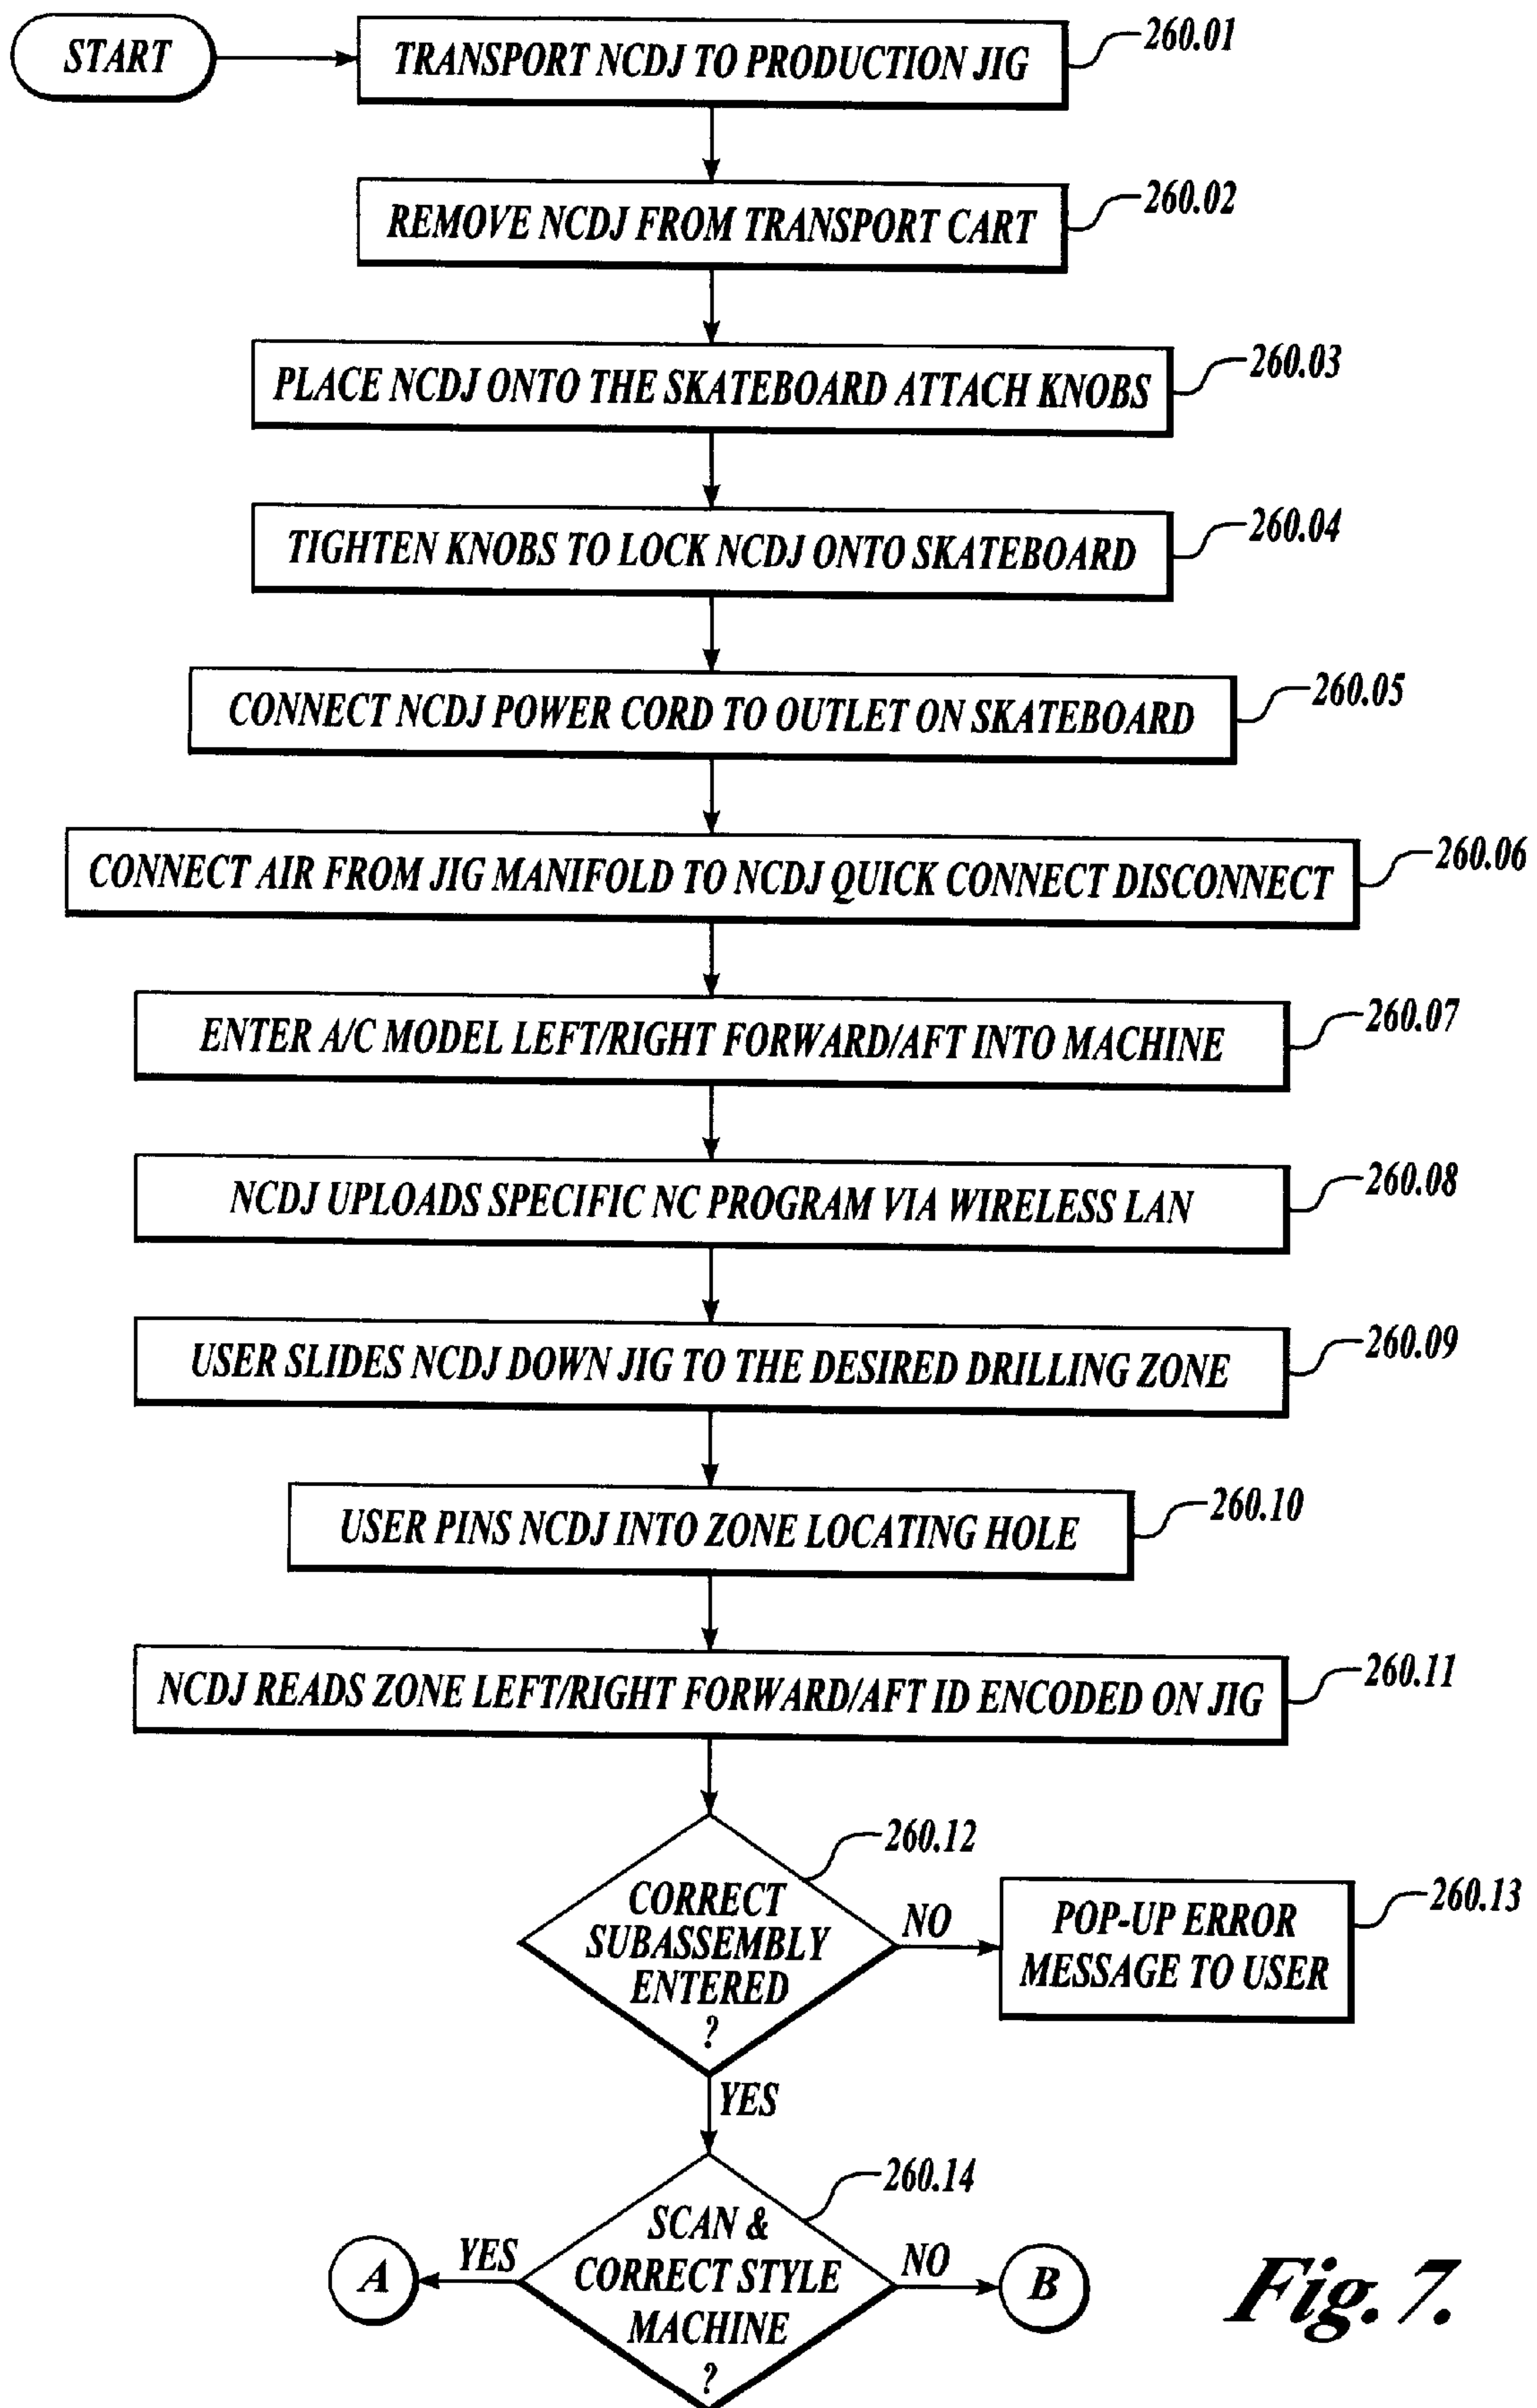 START
TRANSPORT NCDJ TO PRODUCTION JIG
260.01
REMOVE NCDJ FROM TRANSPORT CART
260.02
PLACE NCDJ ONTO THE SKATEBOARD ATTACH KNOBS
260.03
TIGHTEN KNOBS TO LOCK NCDJ ONTO SKATEBOARD
260.04
CONNECT NCDJ POWER CORD TO OUTLET ON SKATEBOARD
260.05
CONNECT AIR FROM JIG MANIFOLD TO NCDJ QUICK CONNECT DISCONNECT
260.06
ENTER A/C MODEL LEFT/RIGHT FORWARD/AFT INTO MACHINE
260.07
NCDJ UPLOADS SPECIFIC NC PROGRAM VIA WIRELESS LAN
260.08
USER SLIDES NCDJ DOWN JIG TO THE DESIRED DRILLING ZONE
260.09
USER PINS NCDJ INTO ZONE LOCATING HOLE
260.10
NCDJ READS ZONE LEFT/RIGHT FORWARD/AFT ID ENCODED ON JIG
260.11
260.12
CORRECT
SUBASSEMBLY
ENTERED
?
NO
POP-UP ERROR
MESSAGE TO USER
260.13
YES
260.14
SCAN &
CORRECT STYLE
MACHINE
?
YES
A
NO
B
Fig. 7.